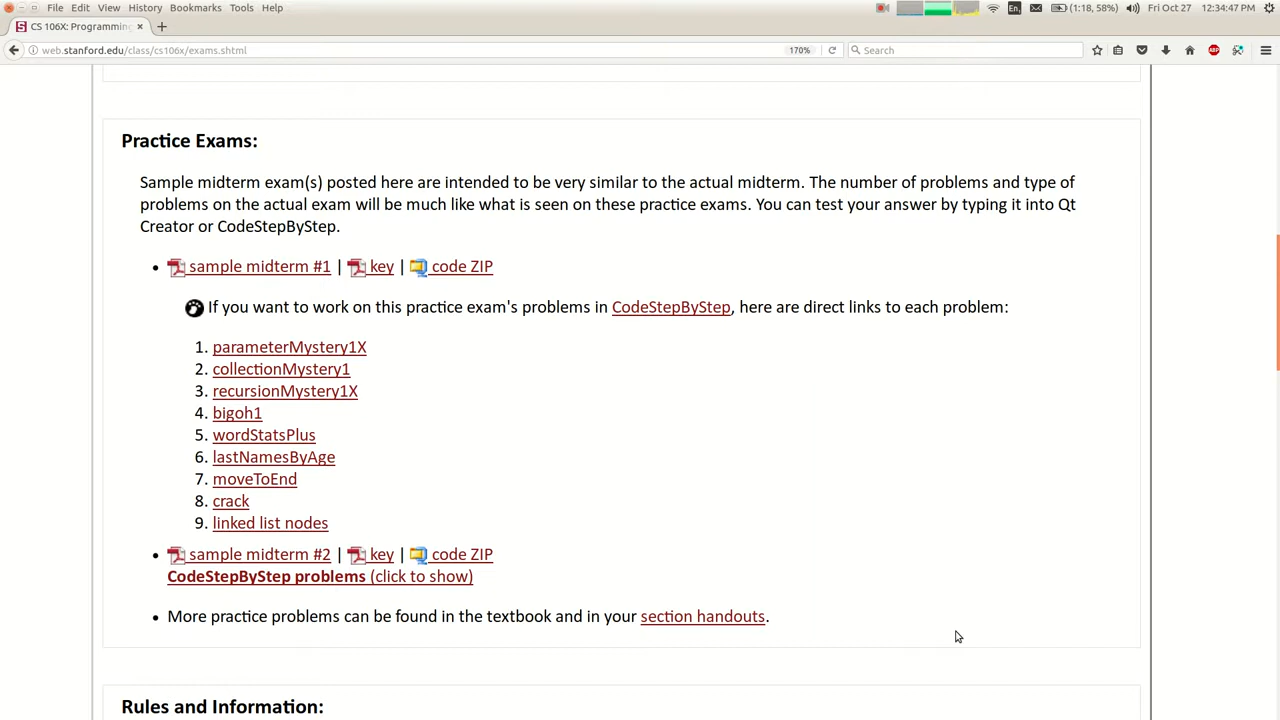 File Edit View History Bookmarks Tools Help
En
(1:18, 58%)
Fri Oct 27
12:34:47 PM
CS 106X: Programming
web.stanford.edu/class/cs106x/exams.shtml
170%
Search
ABP
Practice Exams:
Sample midterm exam(s) posted here are intended to be very similar to the actual midterm. The number of problems and type of
problems on the actual exam will be much like what is seen on these practice exams. You can test your answer by typing it into Qt
Creator or CodeStepByStep.
• sample midterm #1 | key | code ZIP
If you want to work on this practice exam's problems in CodeStepByStep, here are direct links to each problem:
1. parameterMystery1X
2. collectionMystery1
3. recursionMystery1X
4. bigoh1
5. wordStatsPlus
6. lastNamesByAge
7. moveToEnd
8. crack
9. linked list nodes
• sample midterm #2 | key | code ZIP
CodeStepByStep problems (click to show)
• More practice problems can be found in the textbook and in your section handouts.
Rules and Information: